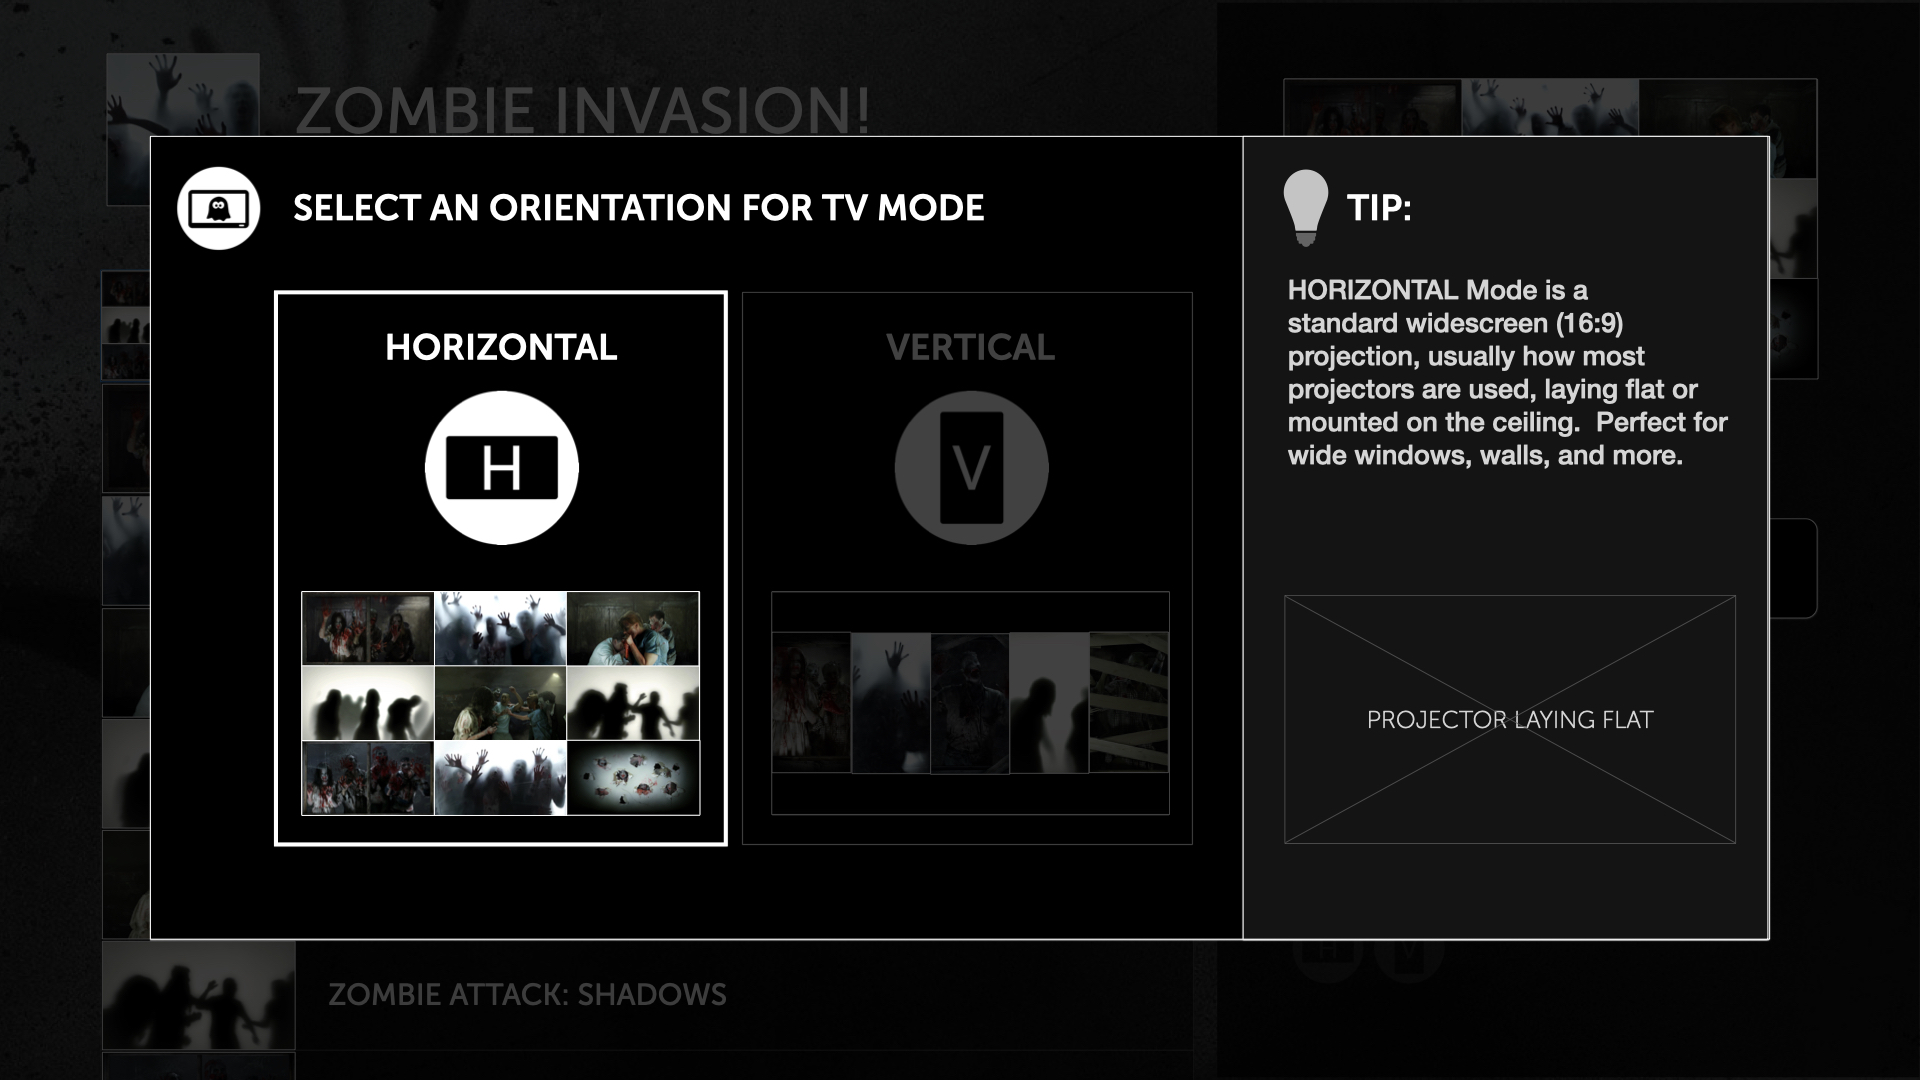 ZOMBIE INVASION!
SELECT AN ORIENTATION FOR TV MODE
HORIZONTAL
H
VERTICAL
V
TIP:
HORIZONTAL Mode is a
standard widescreen (16:9)
projection, usually how most
projectors are used, laying flat or
mounted on the ceiling.  Perfect for
wide windows, walls, and more.
PROJECTOR LAYING FLAT
ZOMBIE ATTACK: SHADOWS
H
V